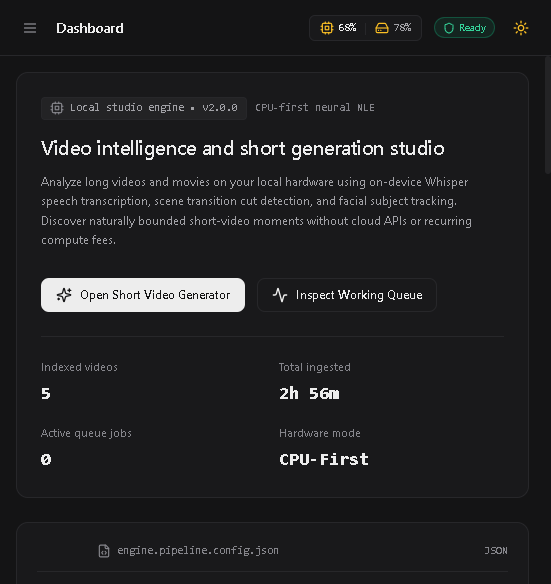 Dashboard
68% 78% Ready
Local studio engine • v2.0.0 CPU-first neural NLE
Video intelligence and short generation studio
Analyze long videos and movies on your local hardware using on-device Whisper
speech transcription, scene transition cut detection, and facial subject tracking.
Discover naturally bounded short-video moments without cloud APIs or recurring
compute fees.
Open Short Video Generator Inspect Working Queue
Indexed videos Total ingested
5 2h 56m
Active queue jobs Hardware mode
0 CPU-First
engine.pipeline.config.json JSON